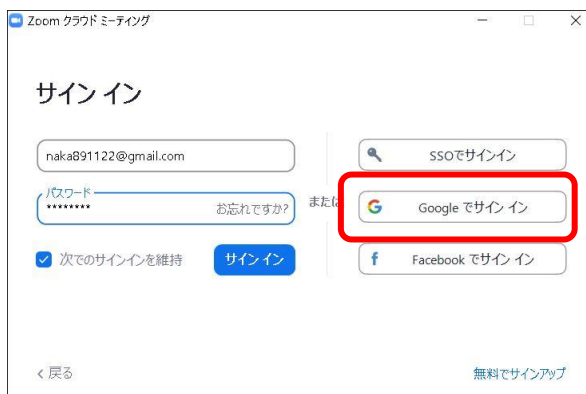 Zoom クラウド ミーティング
サイン イン
naka891122@gmail.com
パスワード
******** お忘れですか?
次でのサインインを維持
サイン イン
または
SSOでサインイン
Google でサイン イン
Facebook でサイン イン
戻る
無料でサインアップ